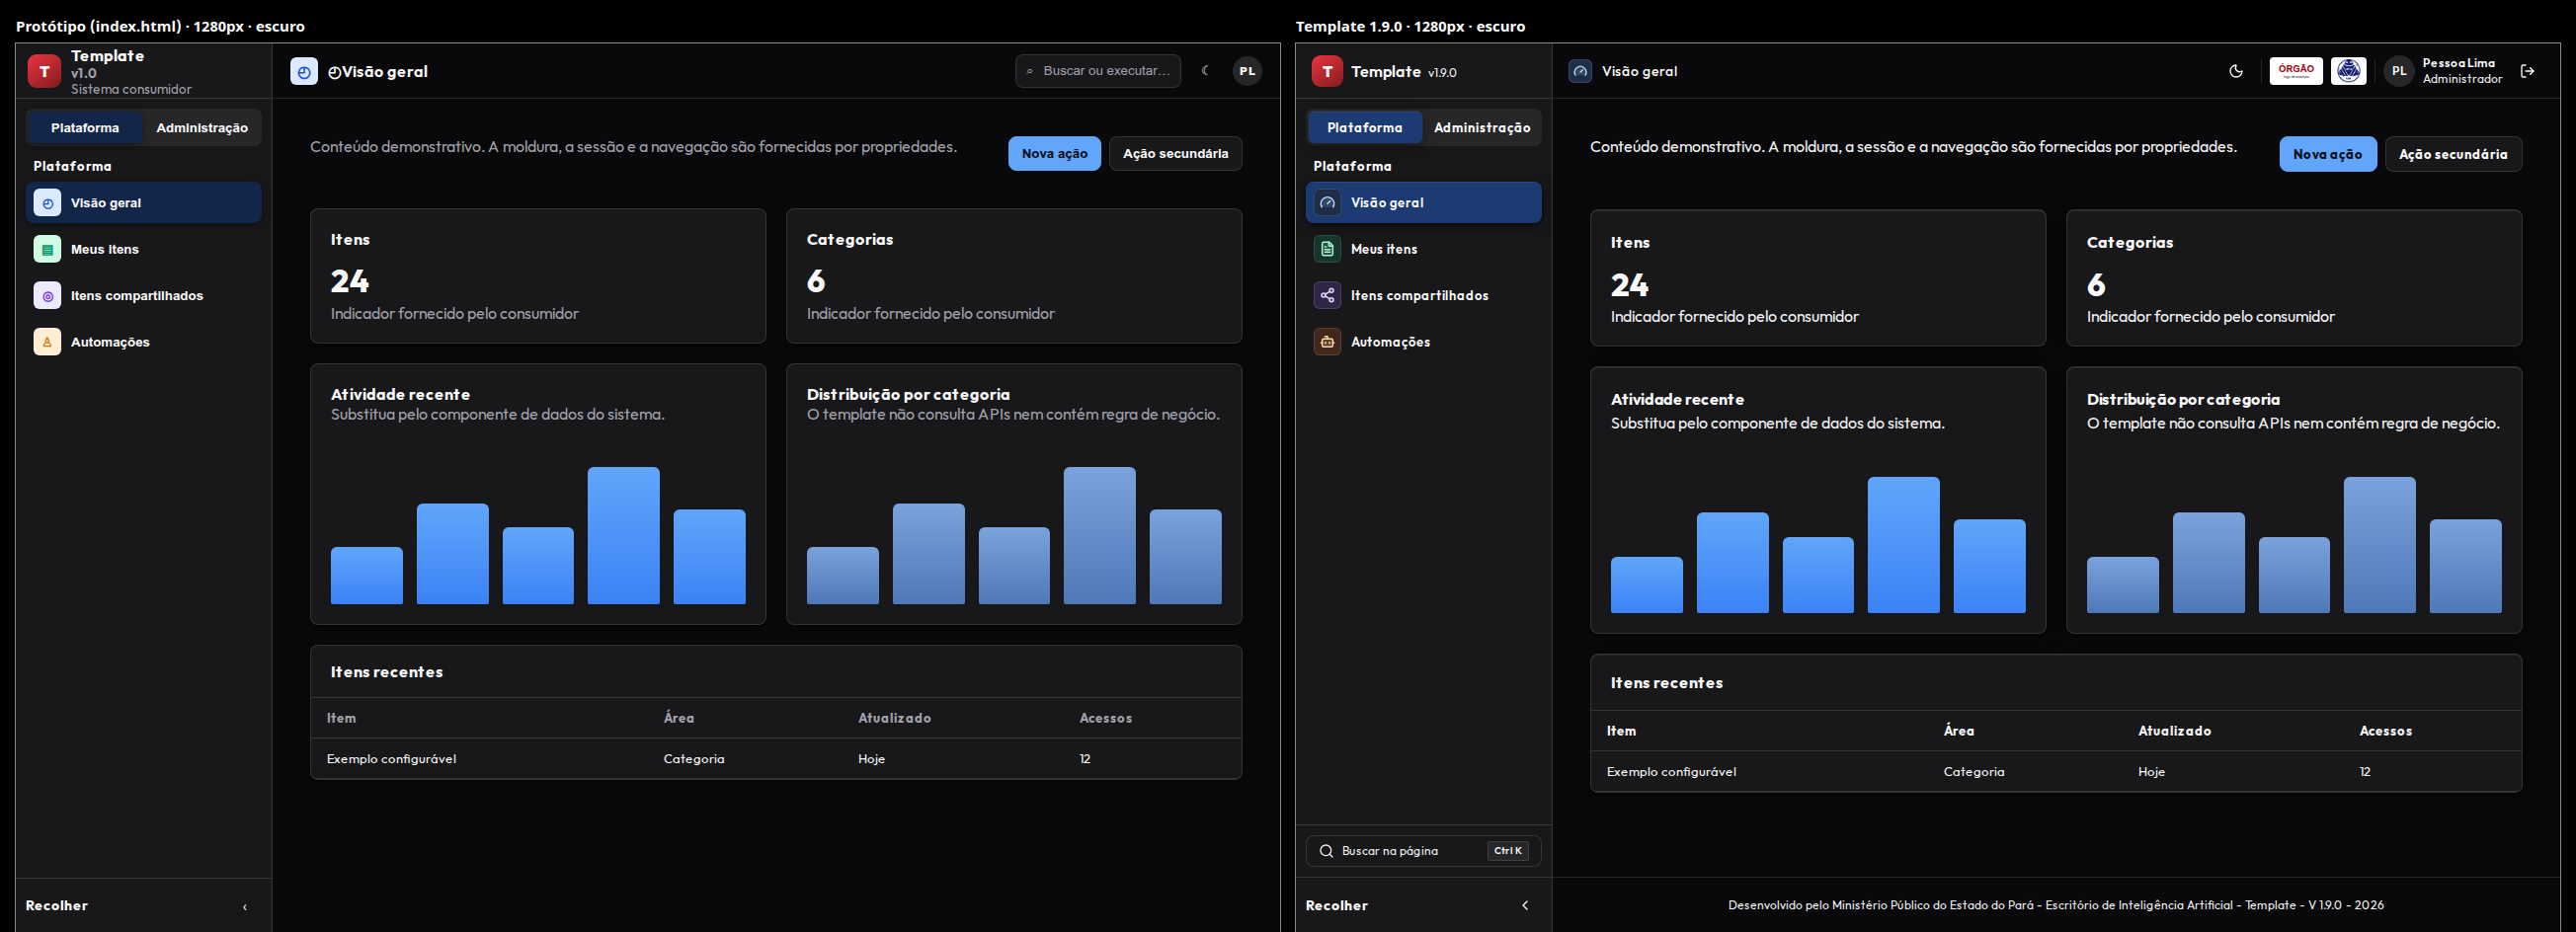 Protótipo (index.html) · 1280px · escuro
T
Template
v1.0
Sistema consumidor
Visão geral
Buscar ou executar…
PL
Plataforma
Administração
Plataforma
Visão geral
Meus itens
Itens compartilhados
Automações
Recolher
Conteúdo demonstrativo. A moldura, a sessão e a navegação são fornecidas por propriedades.
Nova ação
Ação secundária
Itens
24
Indicador fornecido pelo consumidor
Categorias
6
Indicador fornecido pelo consumidor
Atividade recente
Substitua pelo componente de dados do sistema.
Distribuição por categoria
O template não consulta APIs nem contém regra de negócio.
Itens recentes
Item Área Atualizado Acessos
Exemplo configurável Categoria Hoje 12
Template 1.9.0 · 1280px · escuro
T
Template v1.9.0
Visão geral
ÓRGÃO
PL
Pessoa Lima
Administrador
Plataforma
Administração
Plataforma
Visão geral
Meus itens
Itens compartilhados
Automações
Buscar na página
Ctrl K
Recolher
Conteúdo demonstrativo. A moldura, a sessão e a navegação são fornecidas por propriedades.
Nova ação
Ação secundária
Itens
24
Indicador fornecido pelo consumidor
Categorias
6
Indicador fornecido pelo consumidor
Atividade recente
Substitua pelo componente de dados do sistema.
Distribuição por categoria
O template não consulta APIs nem contém regra de negócio.
Itens recentes
Item Área Atualizado Acessos
Exemplo configurável Categoria Hoje 12
Desenvolvido pelo Ministério Público do Estado do Pará - Escritório de Inteligência Artificial - Template - V 1.9.0 - 2026